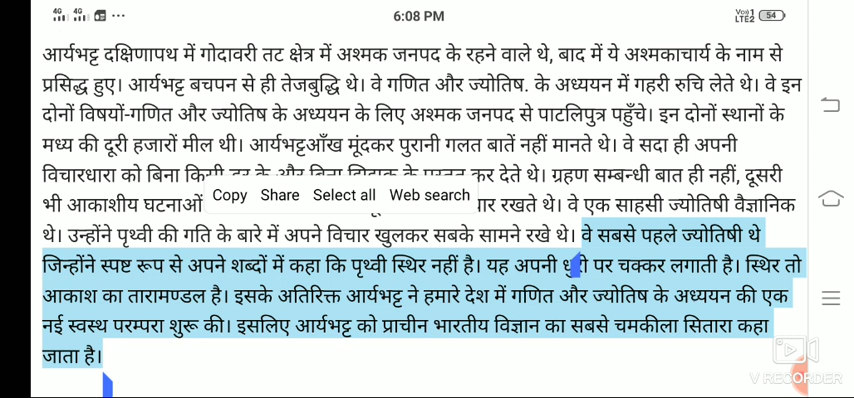 4G 4G ... 6:08 PM Vo)) 1 LTE2 54
आर्यभट्ट दक्षिणापथ में गोदावरी तट क्षेत्र में अश्मक जनपद के रहने वाले थे, बाद में ये अश्मकाचार्य के नाम से
प्रसिद्ध हुए। आर्यभट्ट बचपन से ही तेजबुद्धि थे। वे गणित और ज्योतिष. के अध्ययन में गहरी रुचि लेते थे। वे इन
दोनों विषयों-गणित और ज्योतिष के अध्ययन के लिए अश्मक जनपद से पाटलिपुत्र पहुँचे। इन दोनों स्थानों के
मध्य की दूरी हजारों मील थी। आर्यभट्टआँख मूंदकर पुरानी गलत बातें नहीं मानते थे। वे सदा ही अपनी
विचारधारा को बिना कर देते थे। ग्रहण सम्बन्धी बात ही नहीं, दूसरी
Copy Share Select all Web search
भी आकाशीय घटनाओं रखते थे। वे एक साहसी ज्योतिषी वैज्ञानिक
थे। उन्होंने पृथ्वी की गति के बारे में अपने विचार खुलकर सबके सामने रखे थे। वे सबसे पहले ज्योतिषी थे
जिन्होंने स्पष्ट रूप से अपने शब्दों में कहा कि पृथ्वी स्थिर नहीं है। यह अपनी धुरी पर चक्कर लगाती है। स्थिर तो
आकाश का तारामण्डल है। इसके अतिरिक्त आर्यभट्ट ने हमारे देश में गणित और ज्योतिष के अध्ययन की एक
नई स्वस्थ परम्परा शुरू की। इसलिए आर्यभट्ट को प्राचीन भारतीय विज्ञान का सबसे चमकीला सितारा कहा
जाता है।
V RECORDER